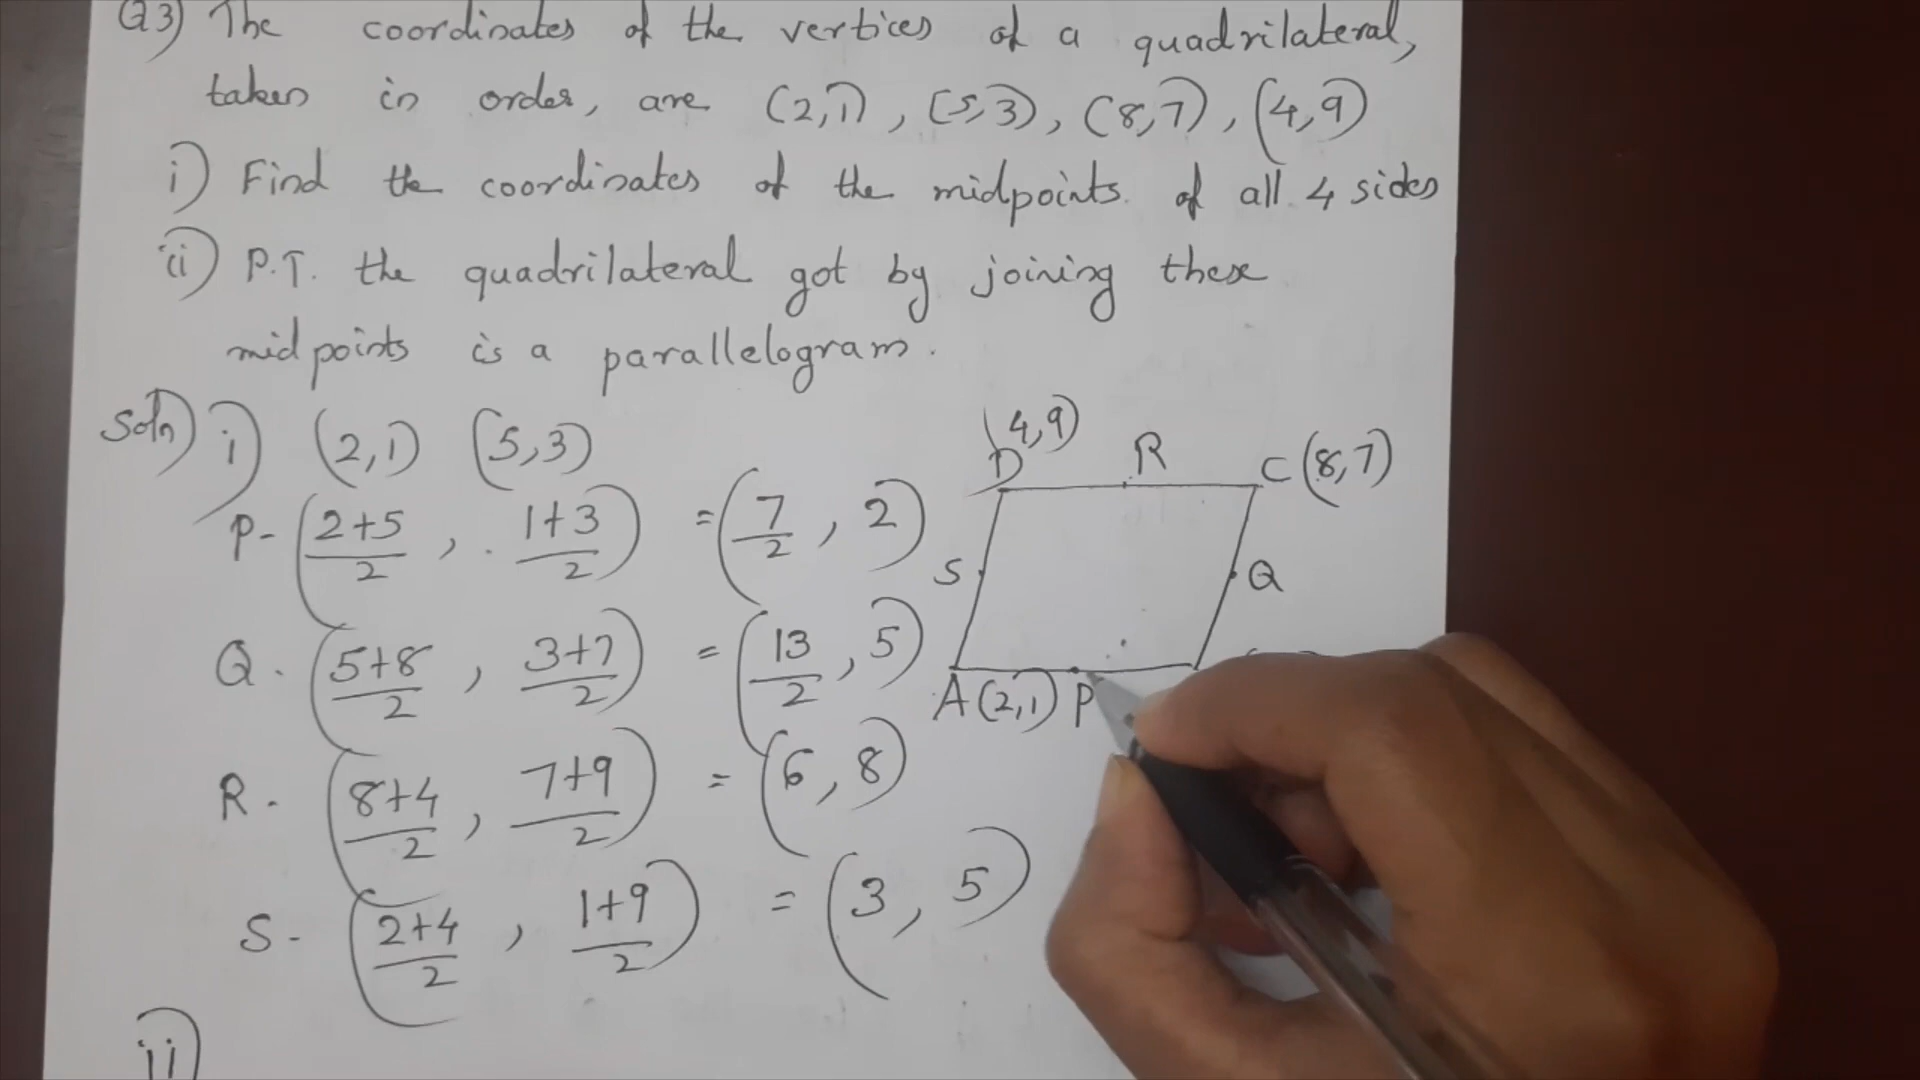 Q3) The coordinates of the vertices of a quadrilateral,
taken in order, are (2,1), (5,3), (8,7), (4,9)
i) Find the coordinates of the midpoints of all 4 sides
ii) P.T. the quadrilateral got by joining these
midpoints is a parallelogram.
Soln) i) (2,1) (5,3)
P- (2+5/2, 1+3/2) = (7/2, 2)
Q. (5+8/2, 3+7/2) = (13/2, 5)
R. (8+4/2, 7+9/2) = (6, 8)
S- (2+4/2, 1+9/2) = (3, 5)
ii)
(4,9)
D R C (8,7)
S Q
A (2,1) P